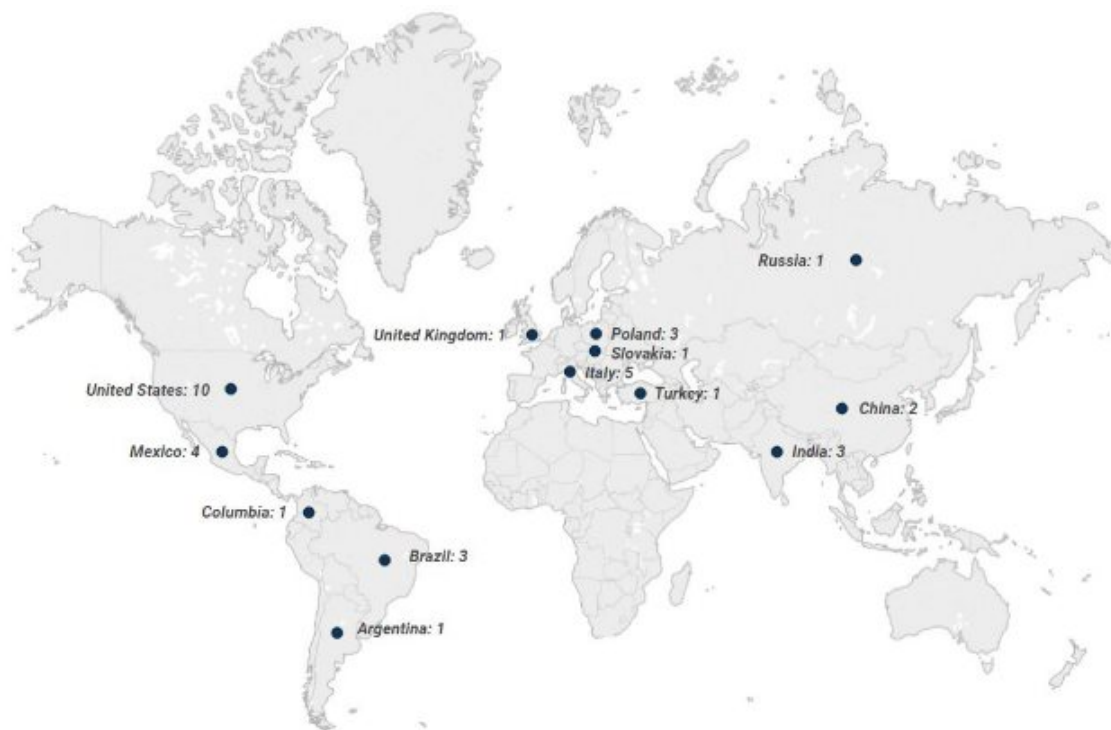 Russia: 1
United Kingdom: 1
Poland: 3
Slovakia: 1
Italy: 5
United States: 10
Turkey: 1
China: 2
Mexico: 4
India: 3
Columbia: 1
Brazil: 3
Argentina: 1